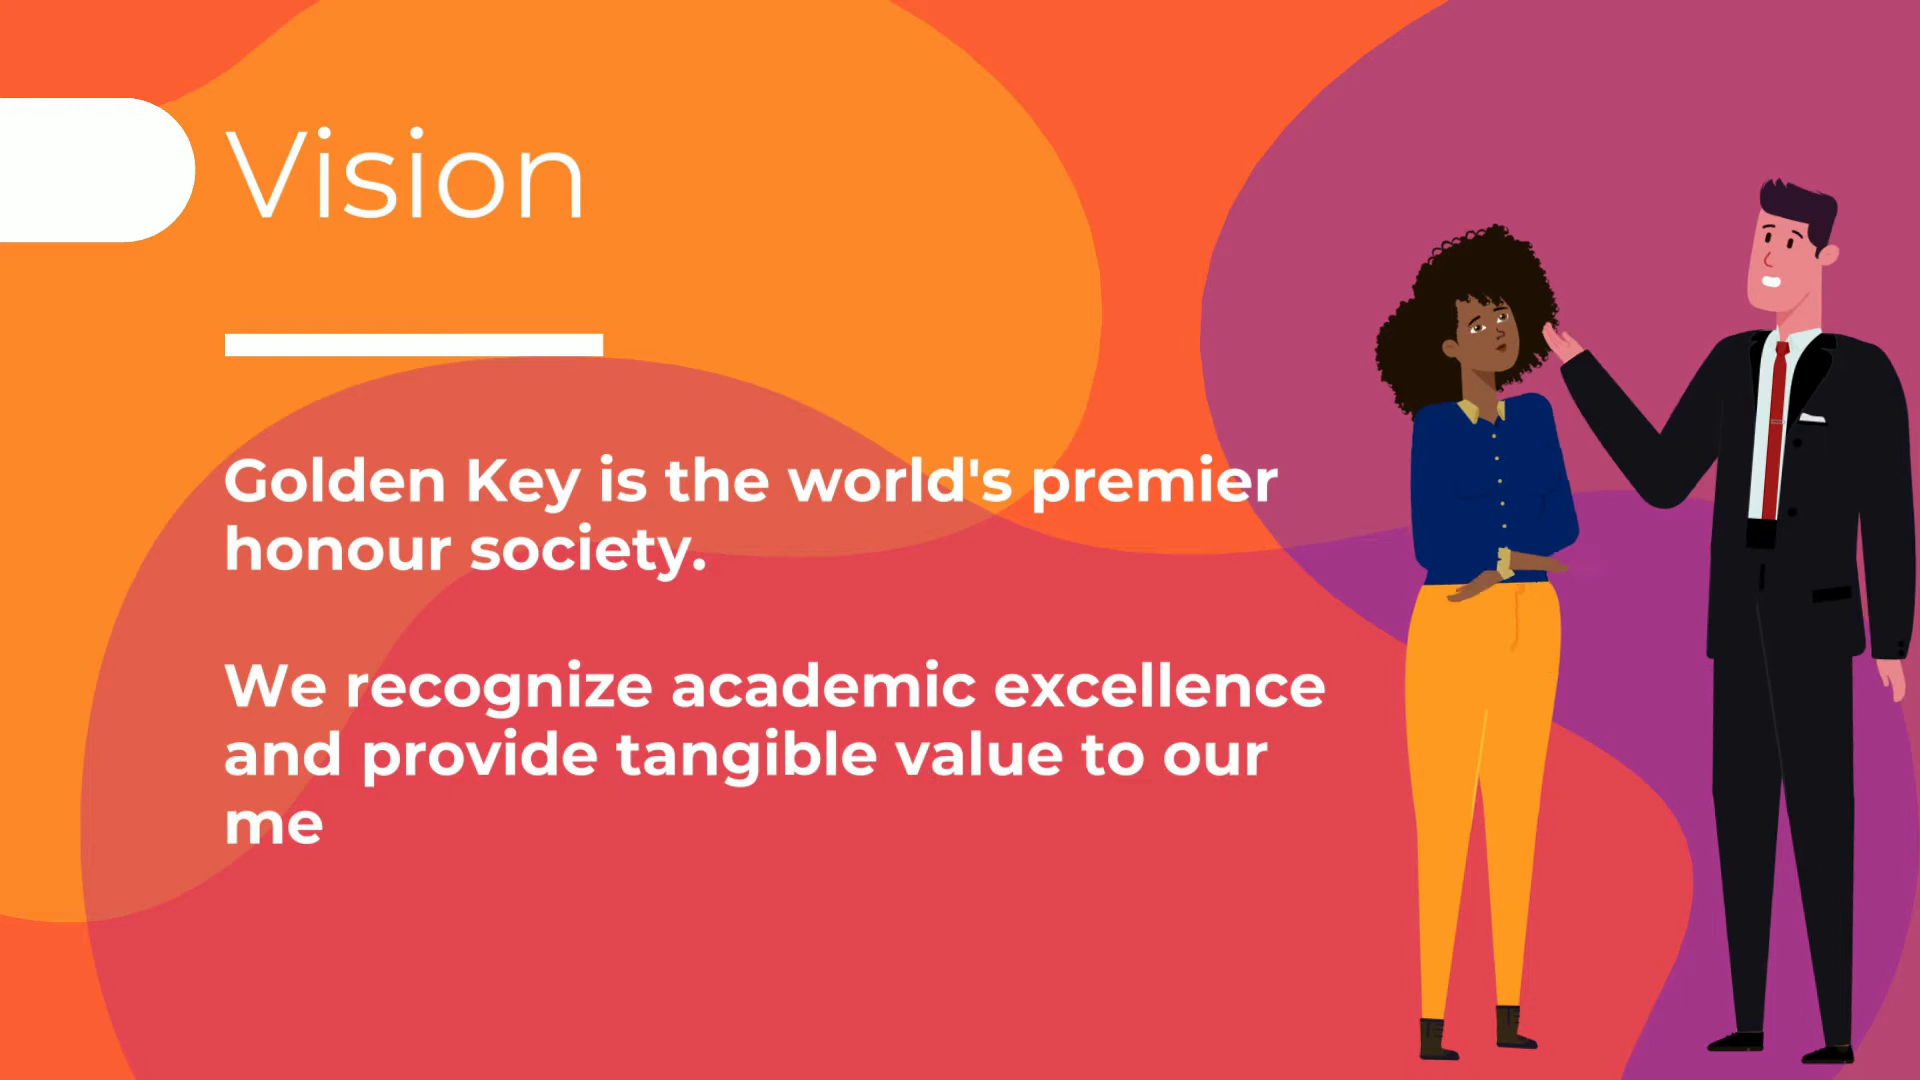 Vision
Golden Key is the world's premier
honour society.
We recognize academic excellence
and provide tangible value to our
me